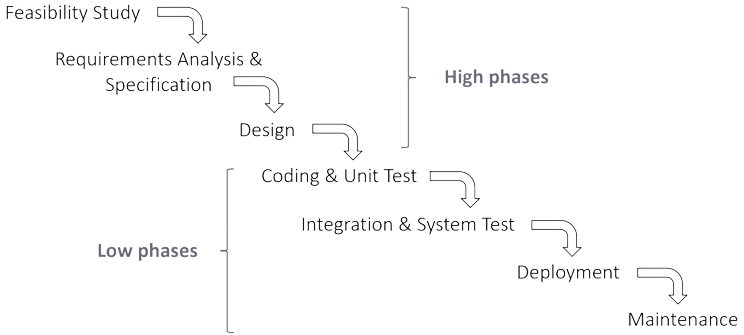 Feasibility Study
Requirements Analysis &
Specification
High phases
Design
Coding & Unit Test
Integration & System Test
Low phases
Deployment
Maintenance